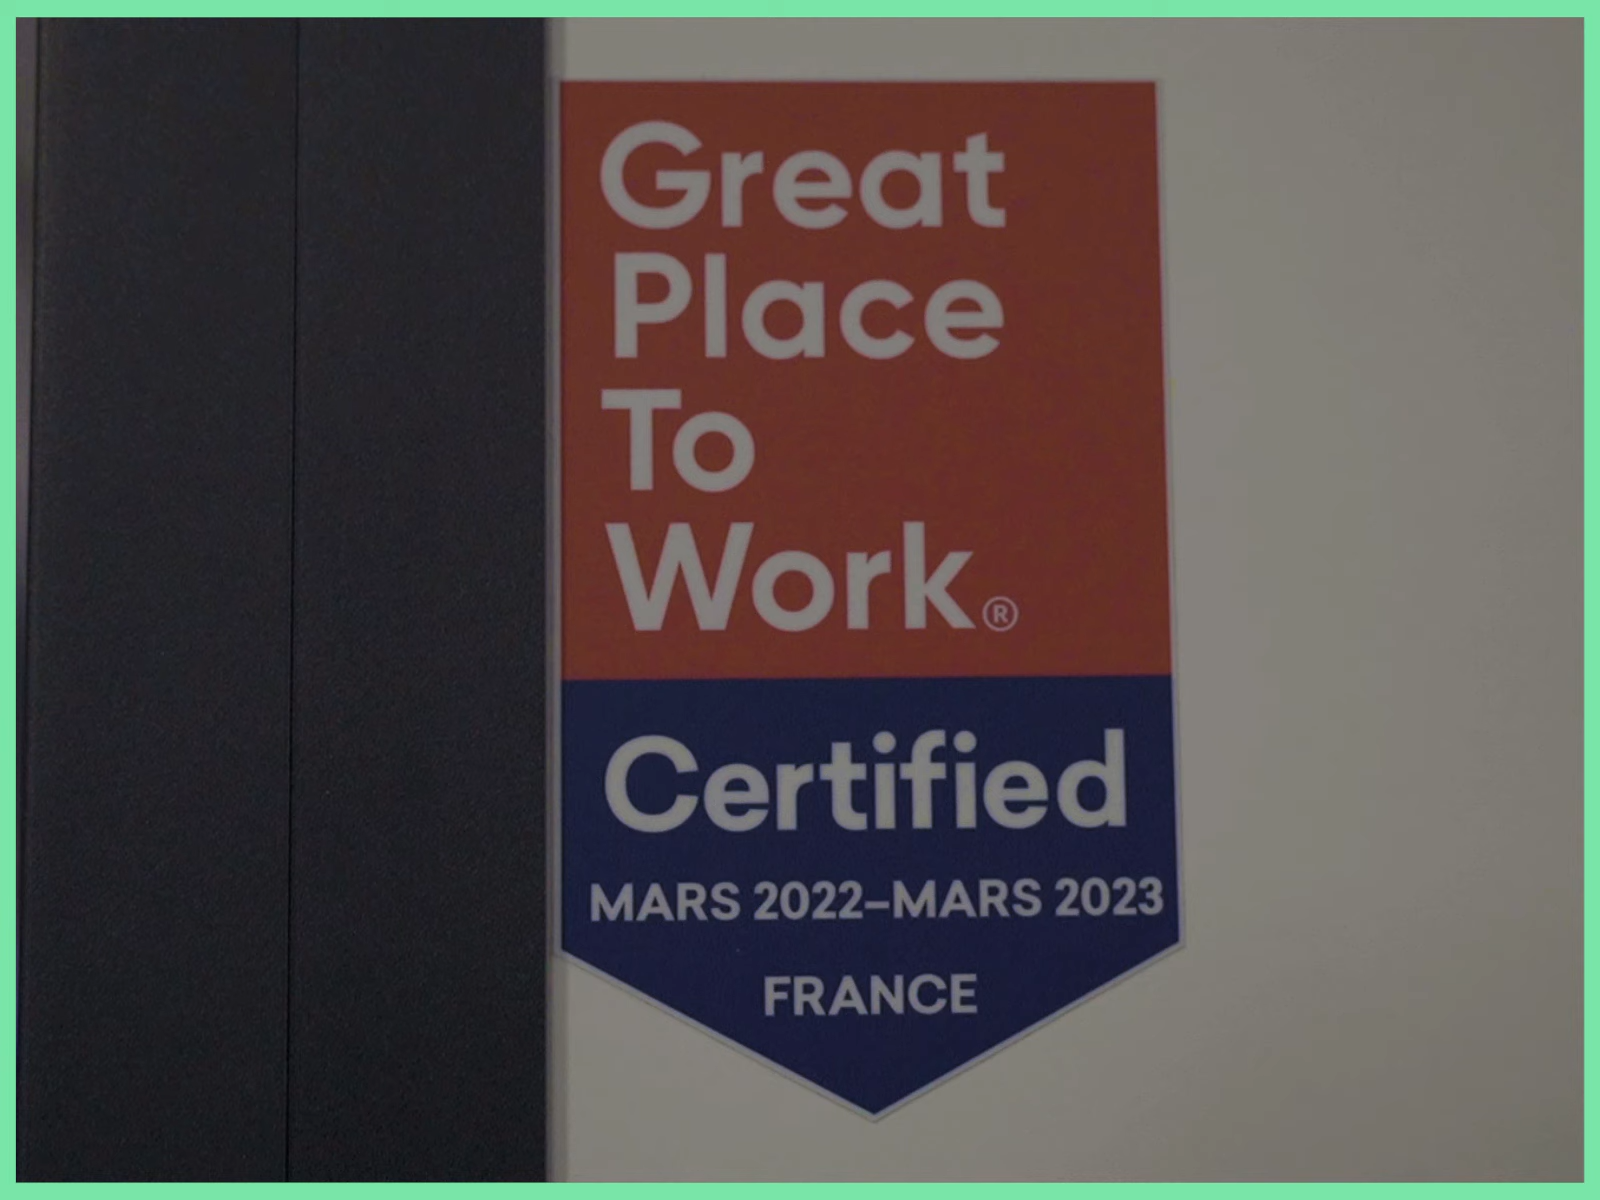 Great
Place
To
Work®
Certified
MARS 2022–MARS 2023
FRANCE